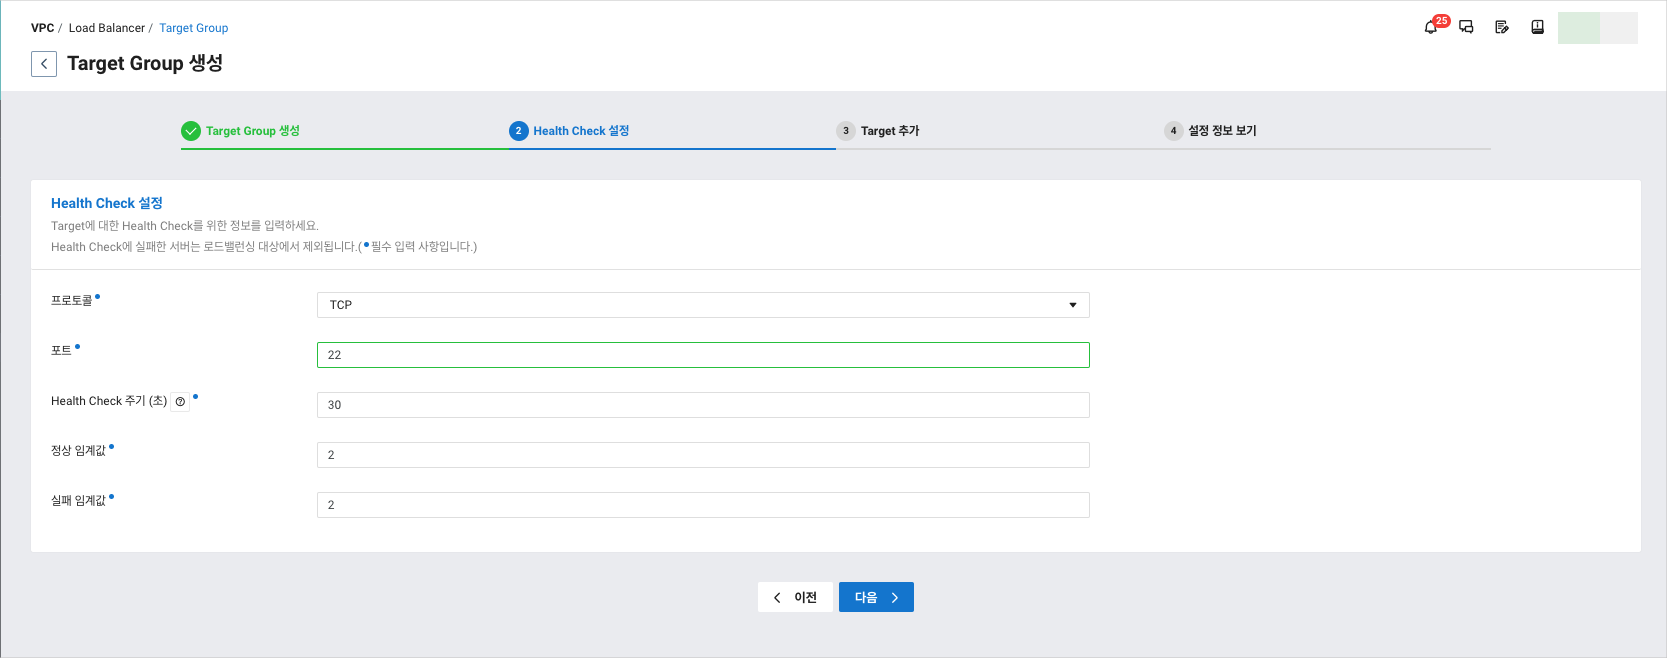 VPC / Load Balancer / Target Group
25
Target Group 생성
Target Group 생성
2 Health Check 설정
3 Target 추가
4 설정 정보 보기
Health Check 설정
Target에 대한 Health Check를 위한 정보를 입력하세요.
Health Check에 실패한 서버는 로드밸런싱 대상에서 제외됩니다.(•필수 입력 사항입니다.)
프로토콜•
TCP
포트•
22
Health Check 주기 (초) ?•
30
정상 임계값•
2
실패 임계값•
2
< 이전
다음 >